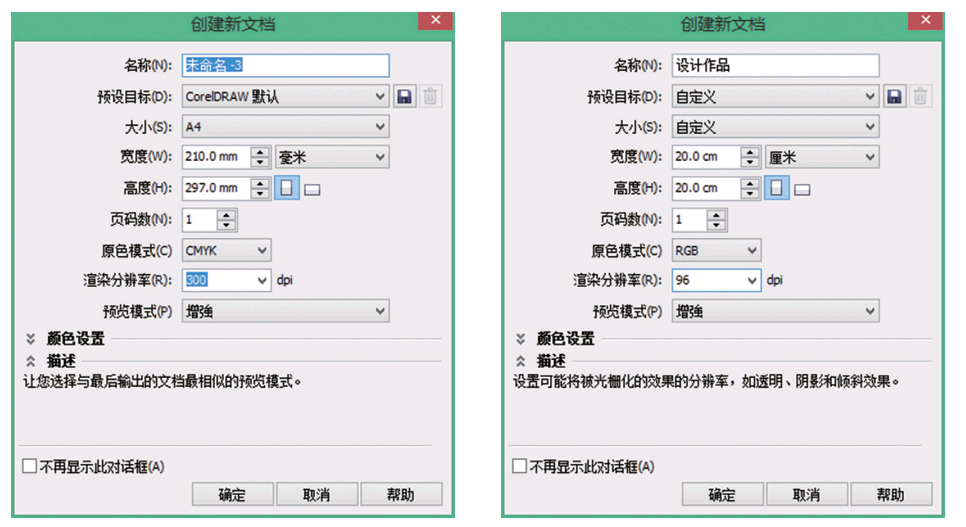 创建新文档
名称(N): 未命名 -3
预设目标(D): CorelDRAW 默认
大小(S): A4
宽度(W): 210.0 mm 毫米
高度(H): 297.0 mm
页码数(N): 1
原色模式(C) CMYK
渲染分辨率(R): 300 dpi
预览模式(P) 增强
颜色设置
描述
让您选择与最后输出的文档最相似的预览模式。
不再显示此对话框(A)
确定 取消 帮助
创建新文档
名称(N): 设计作品
预设目标(D): 自定义
大小(S): 自定义
宽度(W): 20.0 cm 厘米
高度(H): 20.0 cm
页码数(N): 1
原色模式(C) RGB
渲染分辨率(R): 96 dpi
预览模式(P) 增强
颜色设置
描述
设置可能将被光栅化的效果的分辨率，如透明、阴影和倾斜效果。
不再显示此对话框(A)
确定 取消 帮助